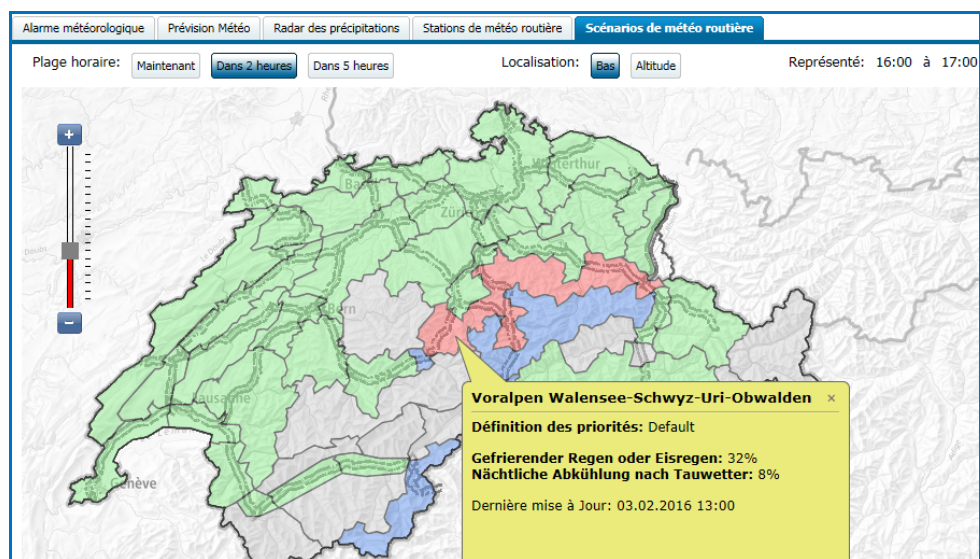 Alarme météorologique Prévision Météo Radar des précipitations Stations de météo routière Scénarios de météo routière
Plage horaire: Maintenant Dans 2 heures Dans 5 heures Localisation: Bas Altitude Représenté: 16:00 à 17:00
+
Winterthur
Zürich
Doubs
Bern
−
Lausanne
Genève
Voralpen Walensee-Schwyz-Uri-Obwalden ×
Définition des priorités: Default
Gefrierender Regen oder Eisregen: 32%
Nächtliche Abkühlung nach Tauwetter: 8%
Dernière mise à Jour: 03.02.2016 13:00